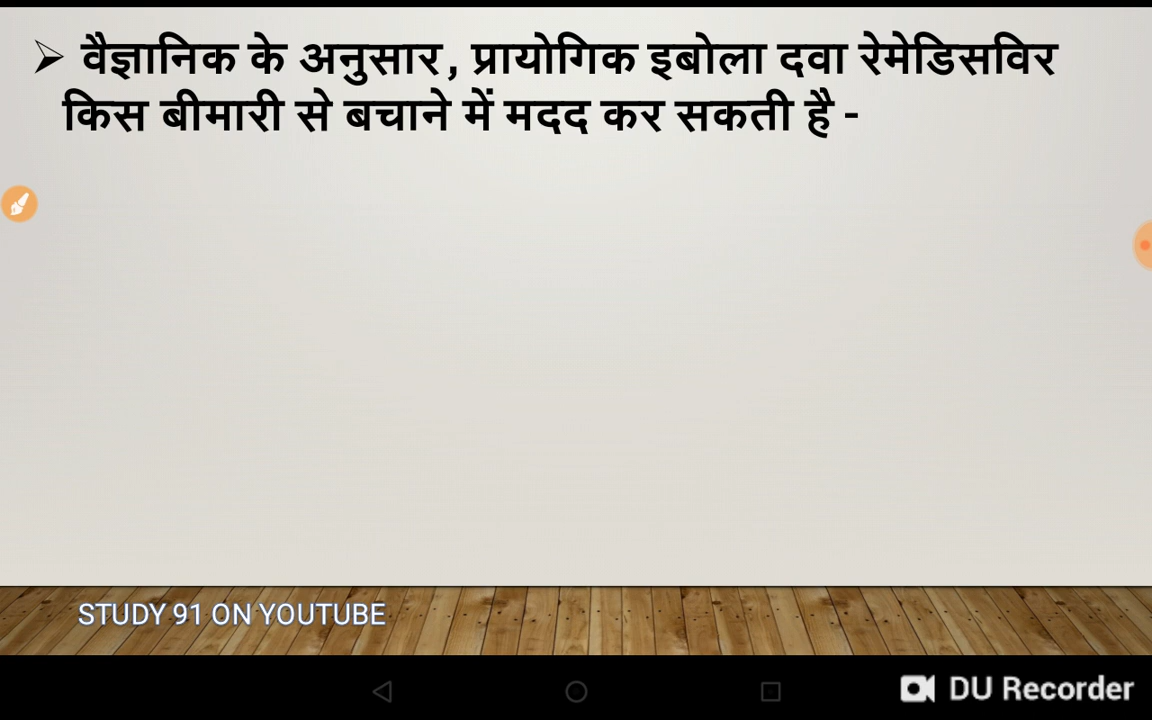 ➢ वैज्ञानिक के अनुसार, प्रायोगिक इबोला दवा रेमेडिसविर
किस बीमारी से बचाने में मदद कर सकती है -
STUDY 91 ON YOUTUBE
DU Recorder